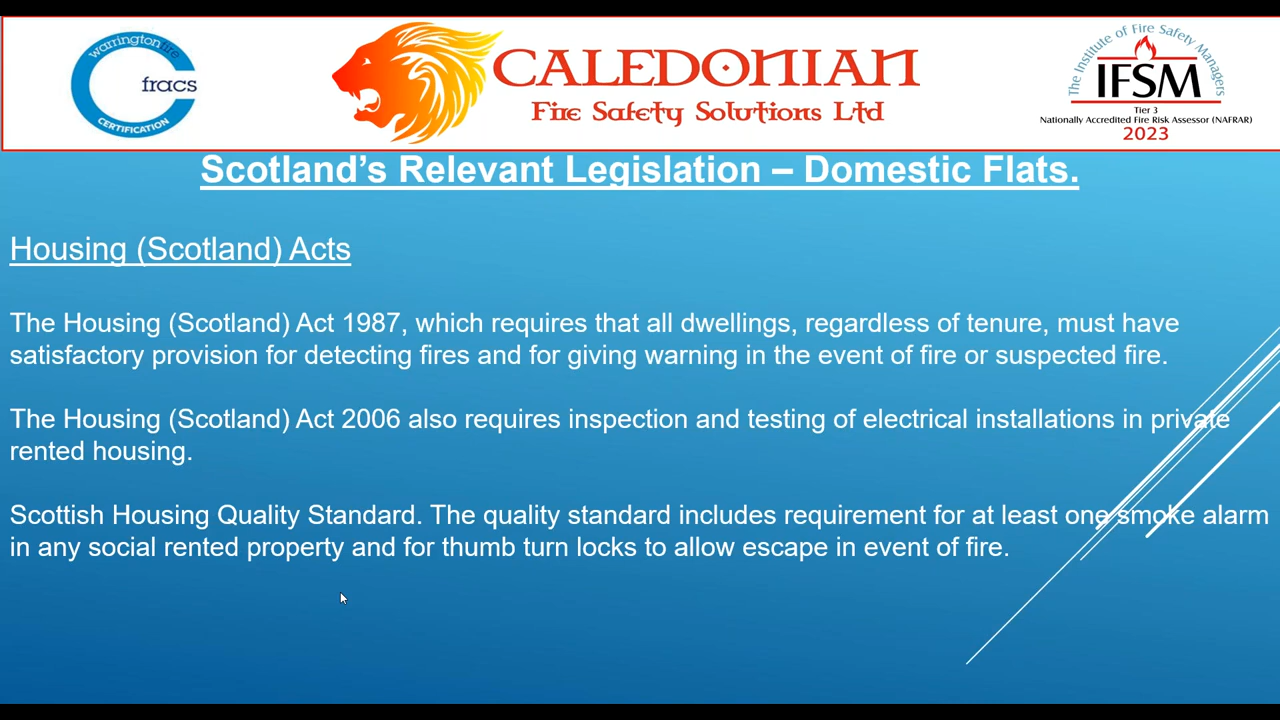 warringtonfire
fracs
CERTIFICATION
CALEDONIAN
Fire Safety Solutions Ltd
The Institute of Fire Safety Managers
IFSM
Tier 3
Nationally Accredited Fire Risk Assessor (NAFRAR)
2023
Scotland’s Relevant Legislation – Domestic Flats.
Housing (Scotland) Acts
The Housing (Scotland) Act 1987, which requires that all dwellings, regardless of tenure, must have
satisfactory provision for detecting fires and for giving warning in the event of fire or suspected fire.
The Housing (Scotland) Act 2006 also requires inspection and testing of electrical installations in private
rented housing.
Scottish Housing Quality Standard. The quality standard includes requirement for at least one smoke alarm
in any social rented property and for thumb turn locks to allow escape in event of fire.